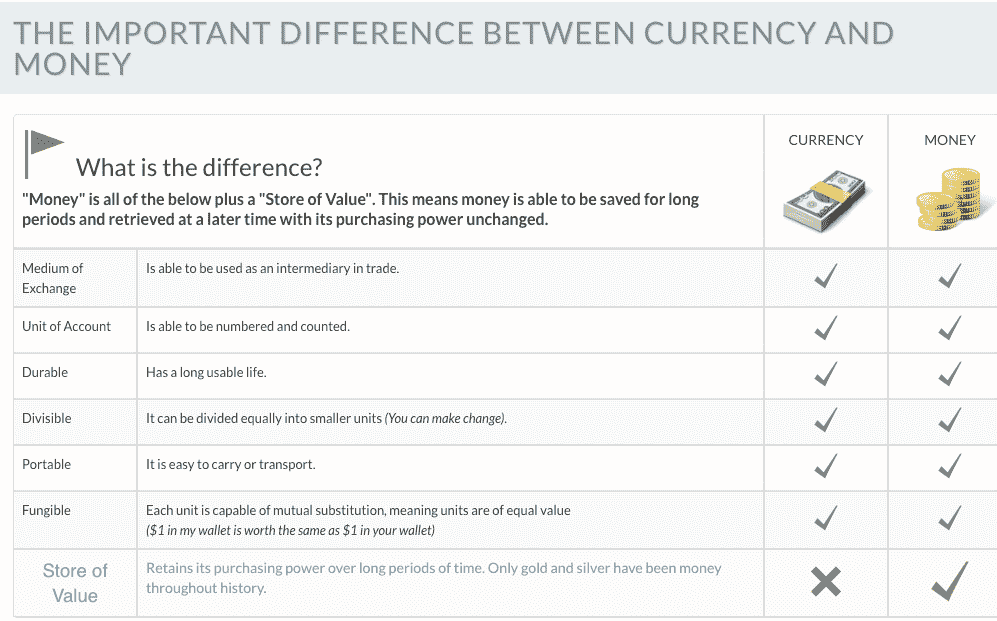 THE IMPORTANT DIFFERENCE BETWEEN CURRENCY AND
MONEY
What is the difference?
"Money" is all of the below plus a "Store of Value". This means money is able to be saved for long
periods and retrieved at a later time with its purchasing power unchanged.
CURRENCY
MONEY
Medium of
Exchange
Is able to be used as an intermediary in trade.
Unit of Account
Is able to be numbered and counted.
Durable
Has a long usable life.
Divisible
It can be divided equally into smaller units (You can make change).
Portable
It is easy to carry or transport.
Fungible
Each unit is capable of mutual substitution, meaning units are of equal value
($1 in my wallet is worth the same as $1 in your wallet)
Store of
Value
Retains its purchasing power over long periods of time. Only gold and silver have been money
throughout history.